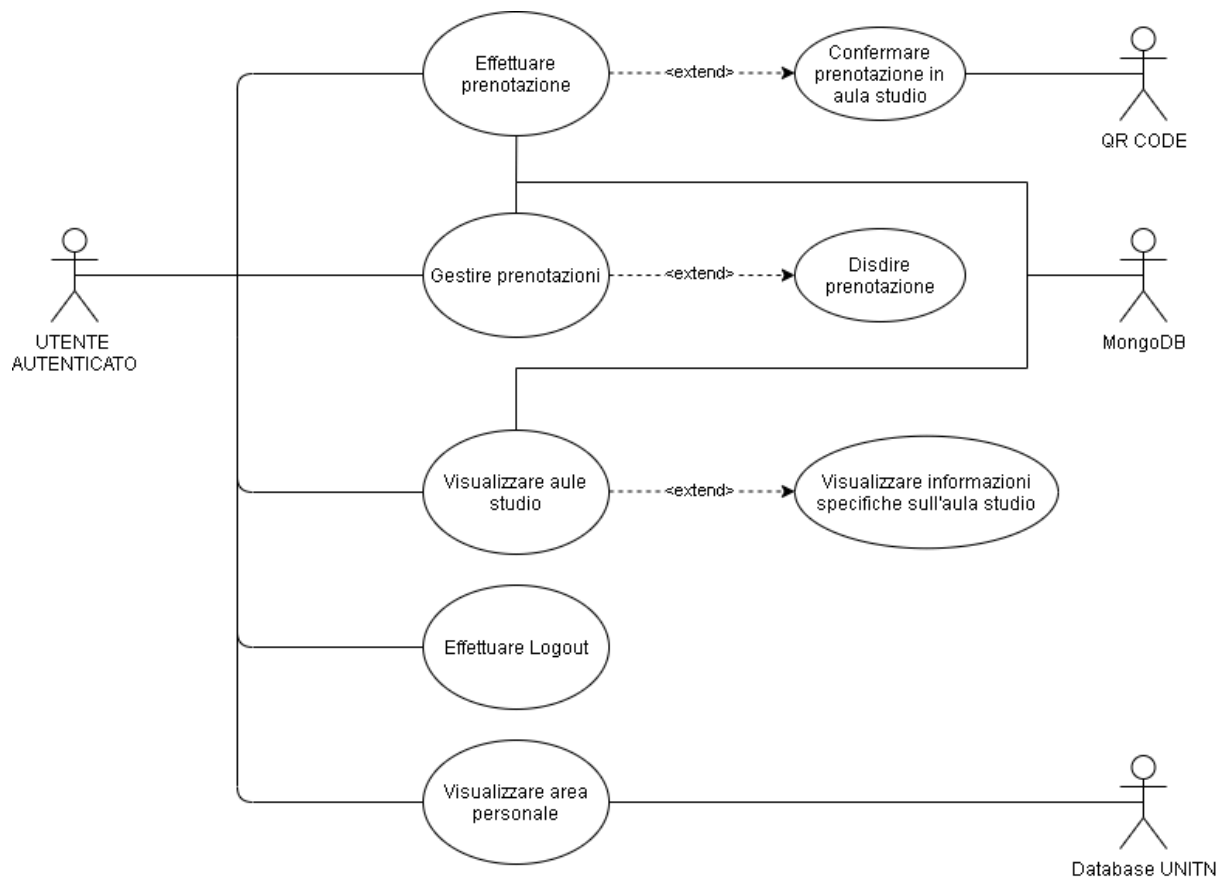 Effettuare
prenotazione
<extend>
Confermare
prenotazione in
aula studio
QR CODE
UTENTE
AUTENTICATO
Gestire prenotazioni
<extend>
Disdire
prenotazione
MongoDB
Visualizzare aule
studio
<extend>
Visualizzare informazioni
specifiche sull'aula studio
Effettuare Logout
Visualizzare area
personale
Database UNITN